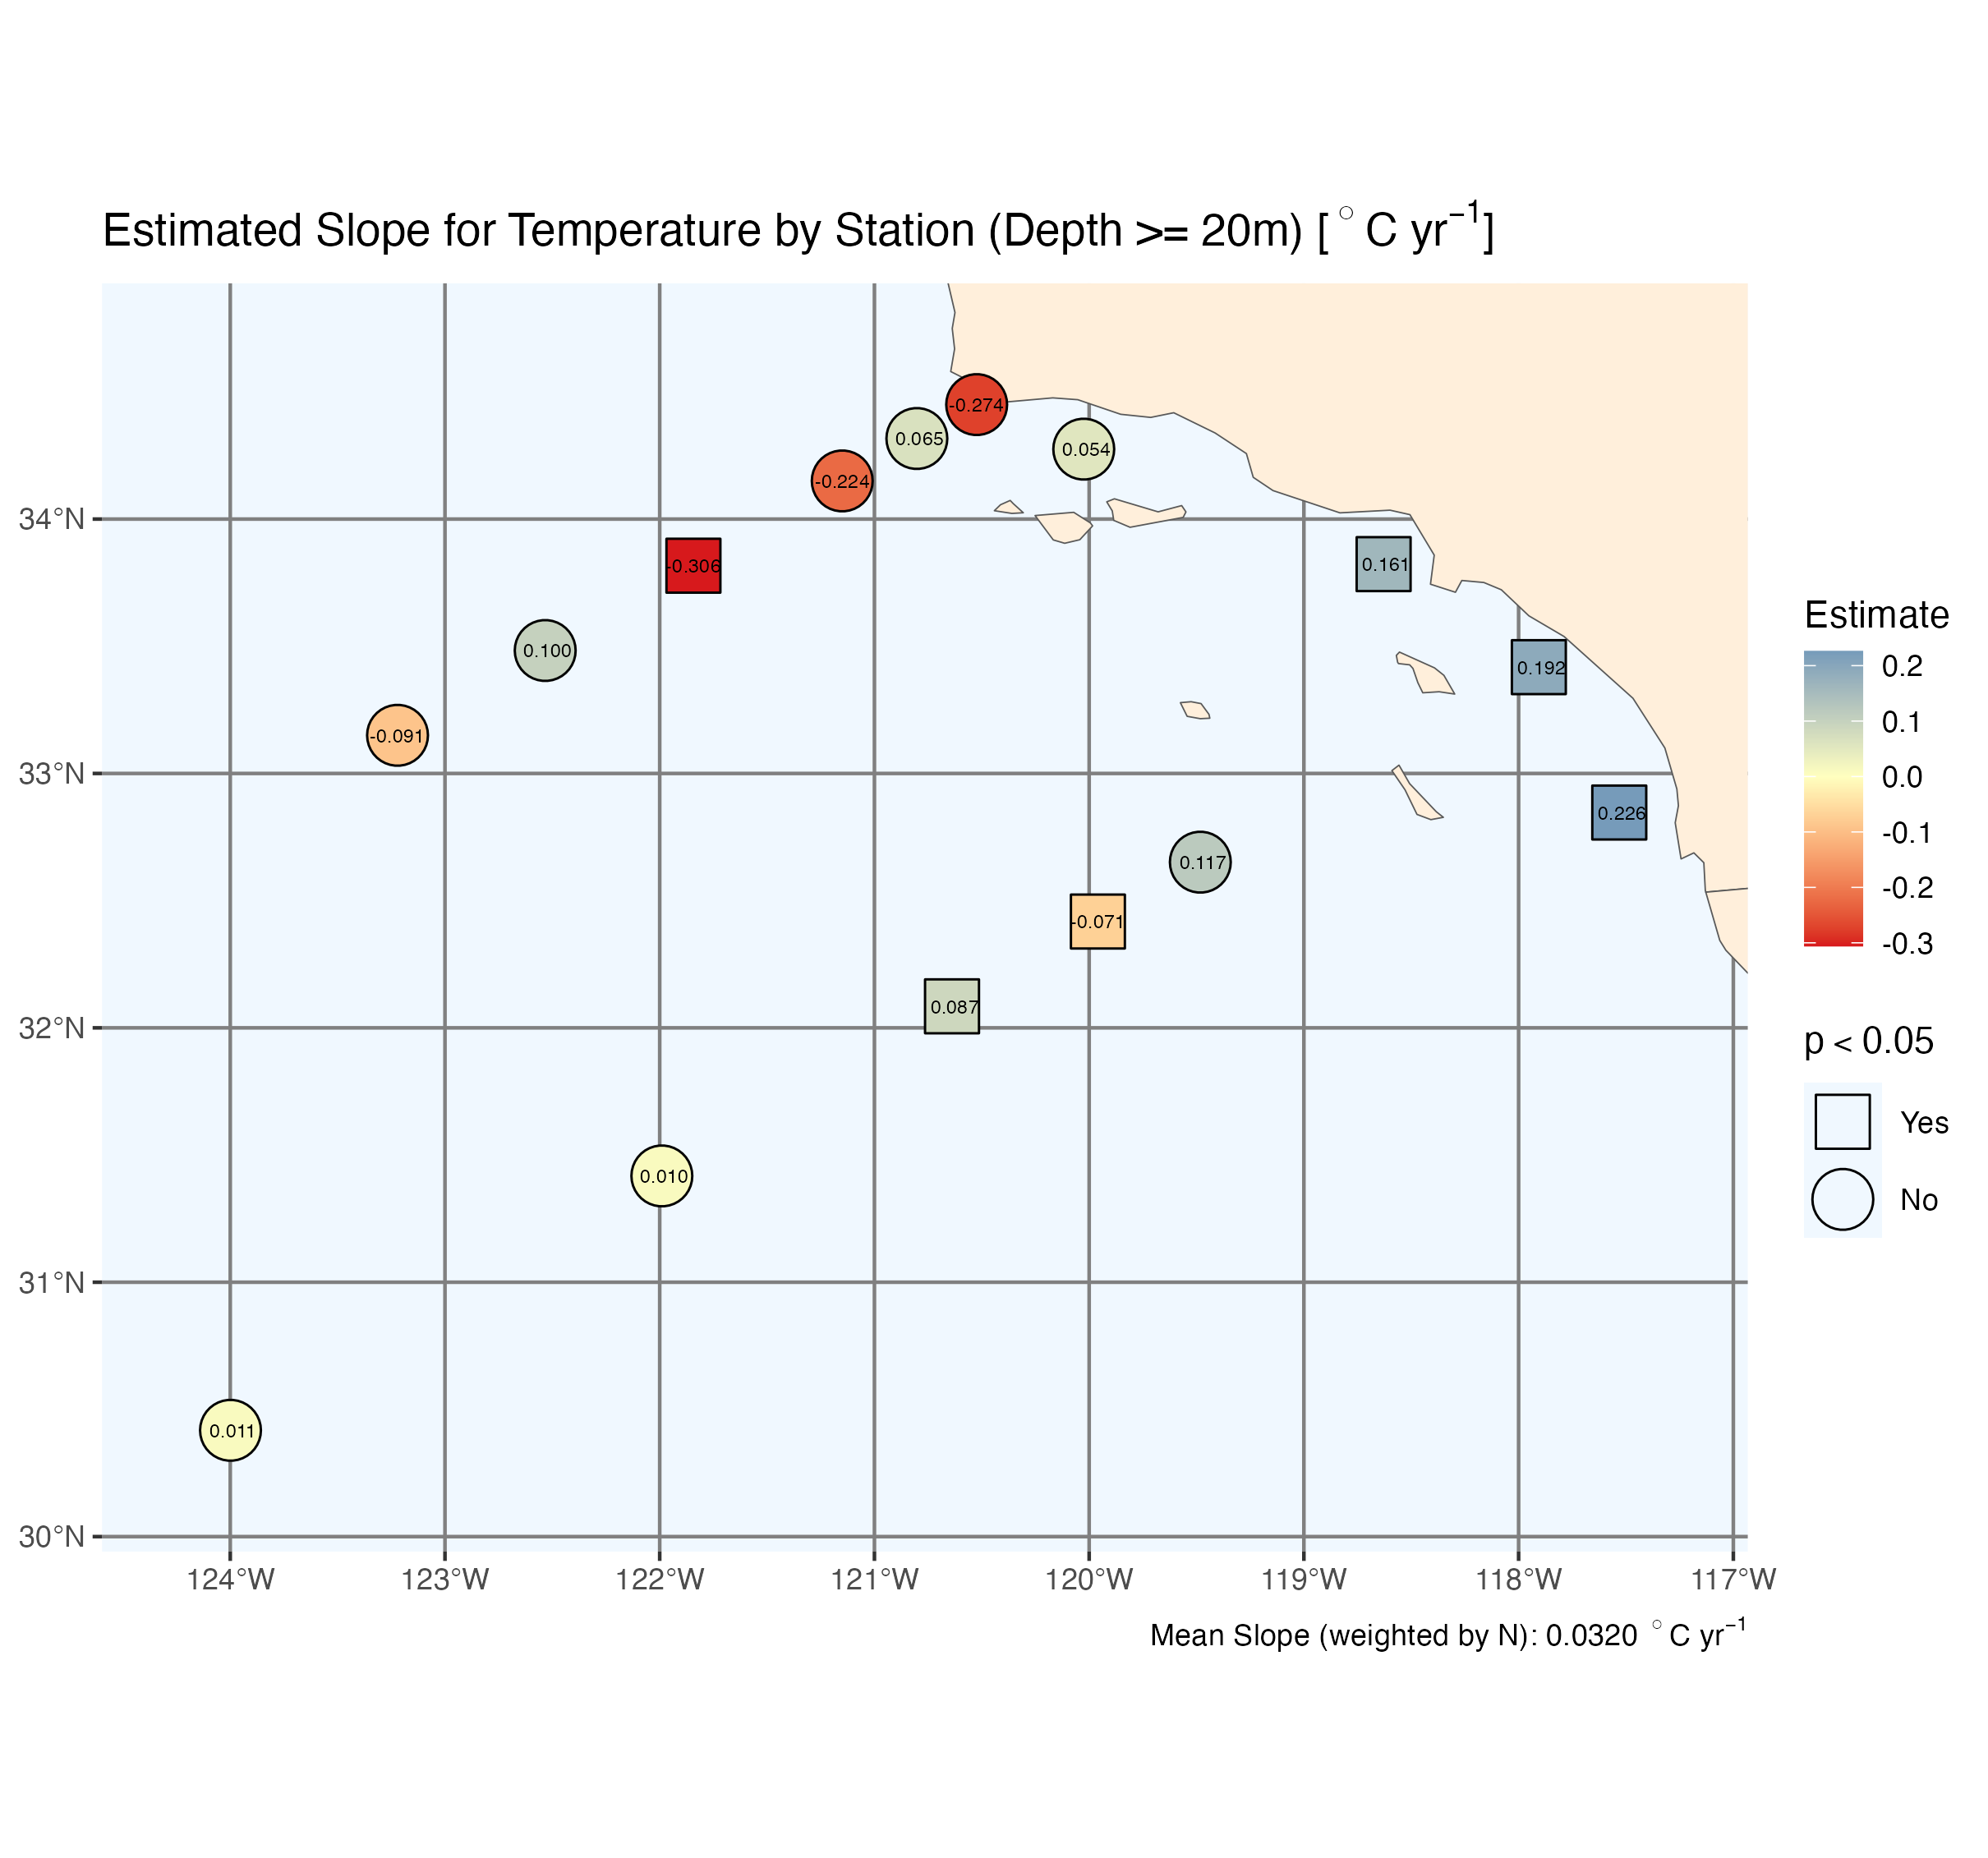 Estimated Slope for Temperature by Station (Depth >= 20m) [°C yr⁻¹]
-0.274
0.065
0.054
-0.224
34°N
-0.306
0.161
0.100
0.192
-0.091
33°N
0.226
0.117
-0.071
0.087
32°N
0.010
31°N
0.011
30°N
124°W 123°W 122°W 121°W 120°W 119°W 118°W 117°W
Mean Slope (weighted by N): 0.0320 °C yr⁻¹
Estimate
0.2
0.1
0.0
-0.1
-0.2
-0.3
p < 0.05
Yes
No